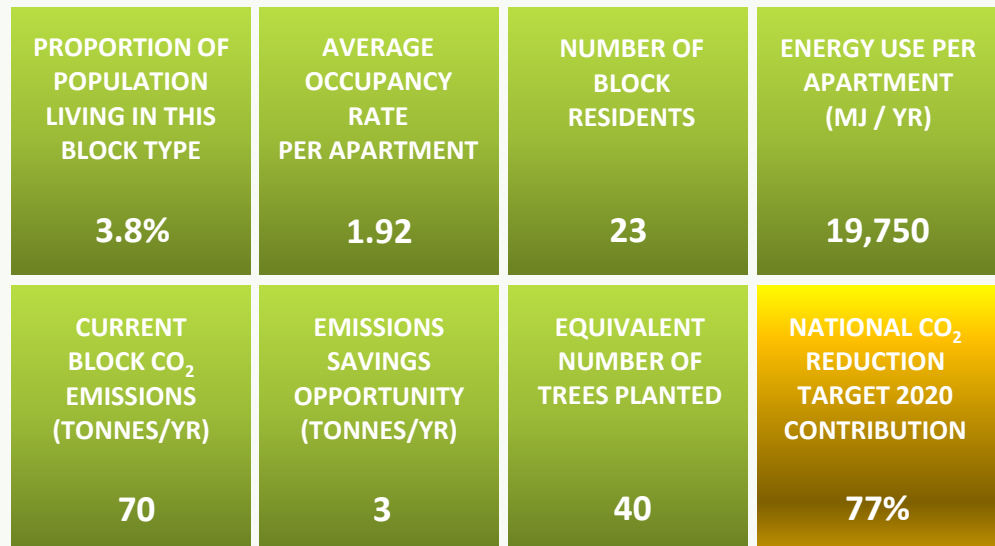 PROPORTION OF
POPULATION
LIVING IN THIS
BLOCK TYPE
3.8%
AVERAGE
OCCUPANCY
RATE
PER APARTMENT
1.92
NUMBER OF
BLOCK
RESIDENTS
23
ENERGY USE PER
APARTMENT
(MJ / YR)
19,750
CURRENT
BLOCK CO₂
EMISSIONS
(TONNES/YR)
70
EMISSIONS
SAVINGS
OPPORTUNITY
(TONNES/YR)
3
EQUIVALENT
NUMBER OF
TREES PLANTED
40
NATIONAL CO₂
REDUCTION
TARGET 2020
CONTRIBUTION
77%